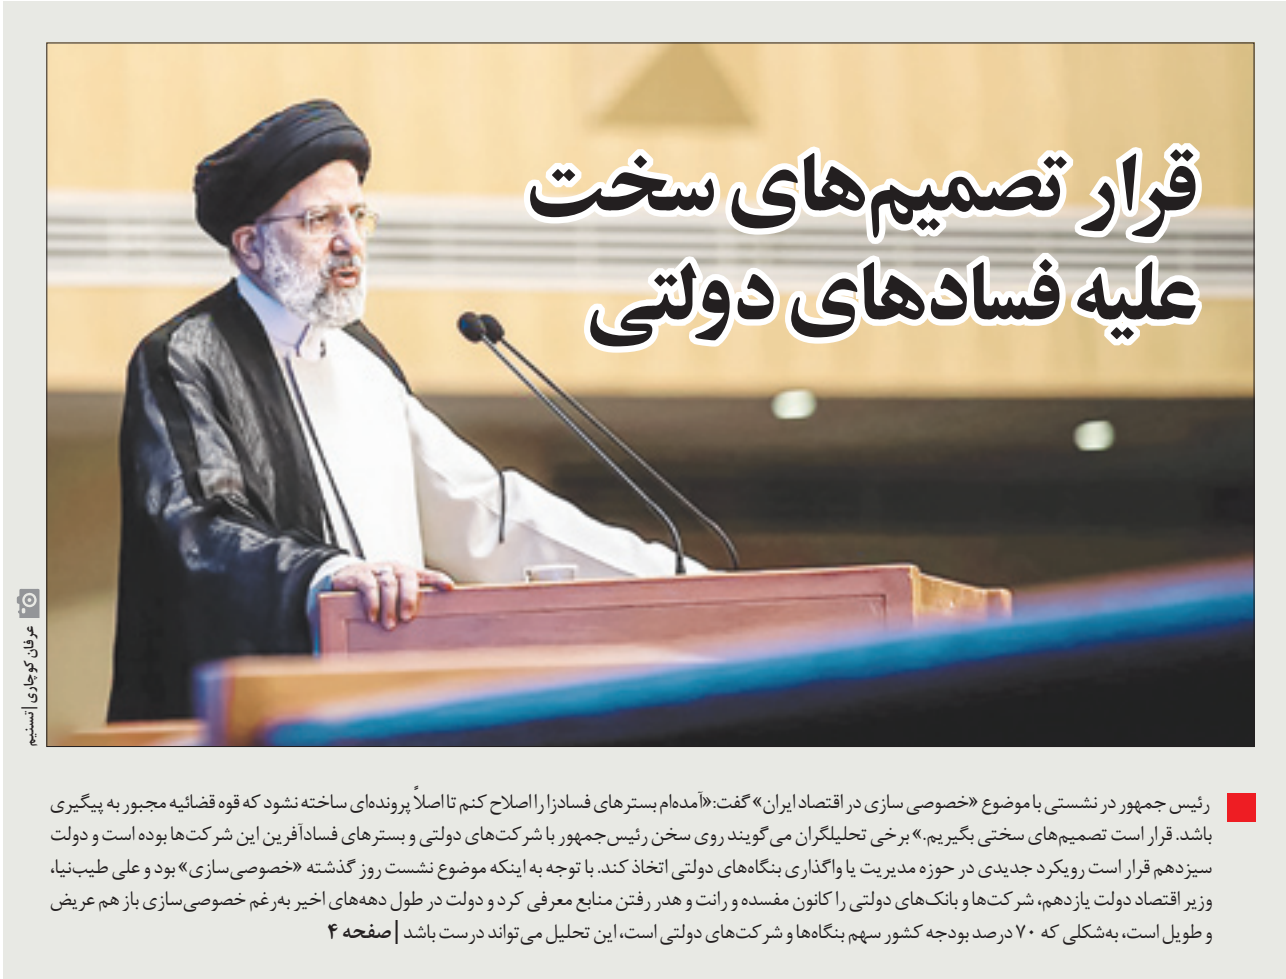 قرار تصمیم‌های سخت
علیه فسادهای دولتی
عرفان کوچاری | تسنیم
رئیس جمهور در نشستی با موضوع «خصوصی سازی در اقتصاد ایران» گفت:«آمده‌ام بسترهای فسادزا را اصلاح کنم تا اصلاً پرونده‌ای ساخته نشود که قوه قضائیه مجبور به پیگیری
باشد. قرار است تصمیم‌های سختی بگیریم.» برخی تحلیلگران می‌گویند روی سخن رئیس‌جمهور با شرکت‌های دولتی و بسترهای فسادآفرین این شرکت‌ها بوده است و دولت
سیزدهم قرار است رویکرد جدیدی در حوزه مدیریت یا واگذاری بنگاه‌های دولتی اتخاذ کند. با توجه به اینکه موضوع نشست روز گذشته «خصوصی‌سازی» بود و علی طیب‌نیا،
وزیر اقتصاد دولت یازدهم، شرکت‌ها و بانک‌های دولتی را کانون مفسده و رانت و هدر رفتن منابع معرفی کرد و دولت در طول دهه‌های اخیر به‌رغم خصوصی‌سازی باز هم عریض
و طویل است، به‌شکلی که ۷۰ درصد بودجه کشور سهم بنگاه‌ها و شرکت‌های دولتی است، این تحلیل می‌تواند درست باشد | صفحه ۴